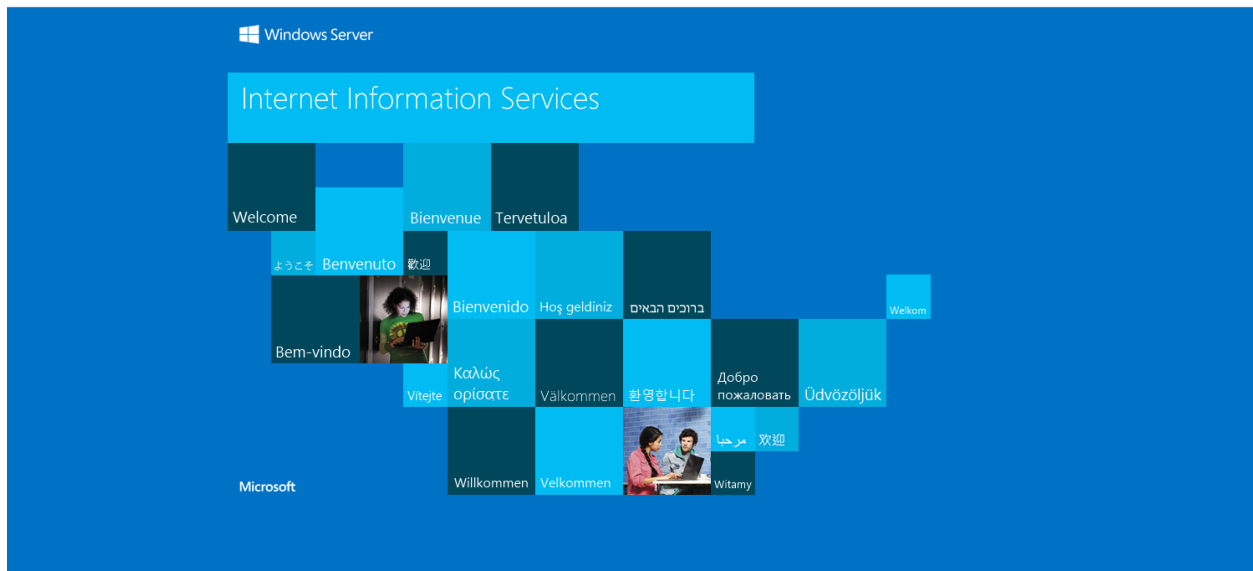 Windows Server
Internet Information Services
Welcome
Bienvenue
Tervetuloa
ようこそ
Benvenuto
歡迎
Bienvenido
Hoş geldiniz
ברוכים הבאים
Welkom
Bem-vindo
Vítejte
Καλώς
ορίσατε
Välkommen
환영합니다
Добро
пожаловать
Üdvözöljük
مرحبا
欢迎
Microsoft
Willkommen
Velkommen
Witamy